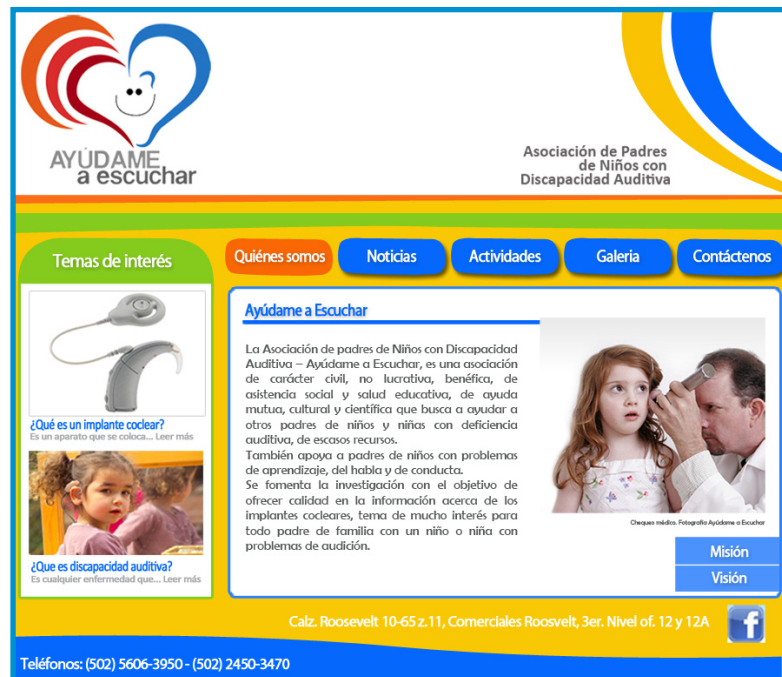 AYÚDAME
a escuchar
Asociación de Padres
de Niños con
Discapacidad Auditiva
Temas de interés
Quiénes somos
Noticias
Actividades
Galeria
Contáctenos
¿Qué es un implante coclear?
Es un aparato que se coloca... Leer más
¿Que es discapacidad auditiva?
Es cualquier enfermedad que... Leer más
Ayúdame a Escuchar
La Asociación de padres de Niños con Discapacidad
Auditiva – Ayúdame a Escuchar, es una asociación
de carácter civil, no lucrativa, benéfica, de
asistencia social y salud educativa, de ayuda
mutua, cultural y científica que busca a ayudar a
otros padres de niños y niñas con deficiencia
auditiva, de escasos recursos.
También apoya a padres de niños con problemas
de aprendizaje, del habla y de conducta.
Se fomenta la investigación con el objetivo de
ofrecer calidad en la información acerca de los
implantes cocleares, tema de mucho interés para
todo padre de familia con un niño o niña con
problemas de audición.
Chequeo médico. Fotografía Ayúdame a Escuchar
Misión
Visión
Calz. Roosevelt 10-65 z.11, Comerciales Roosvelt, 3er. Nivel of. 12 y 12A
f
Teléfonos: (502) 5606-3950 - (502) 2450-3470